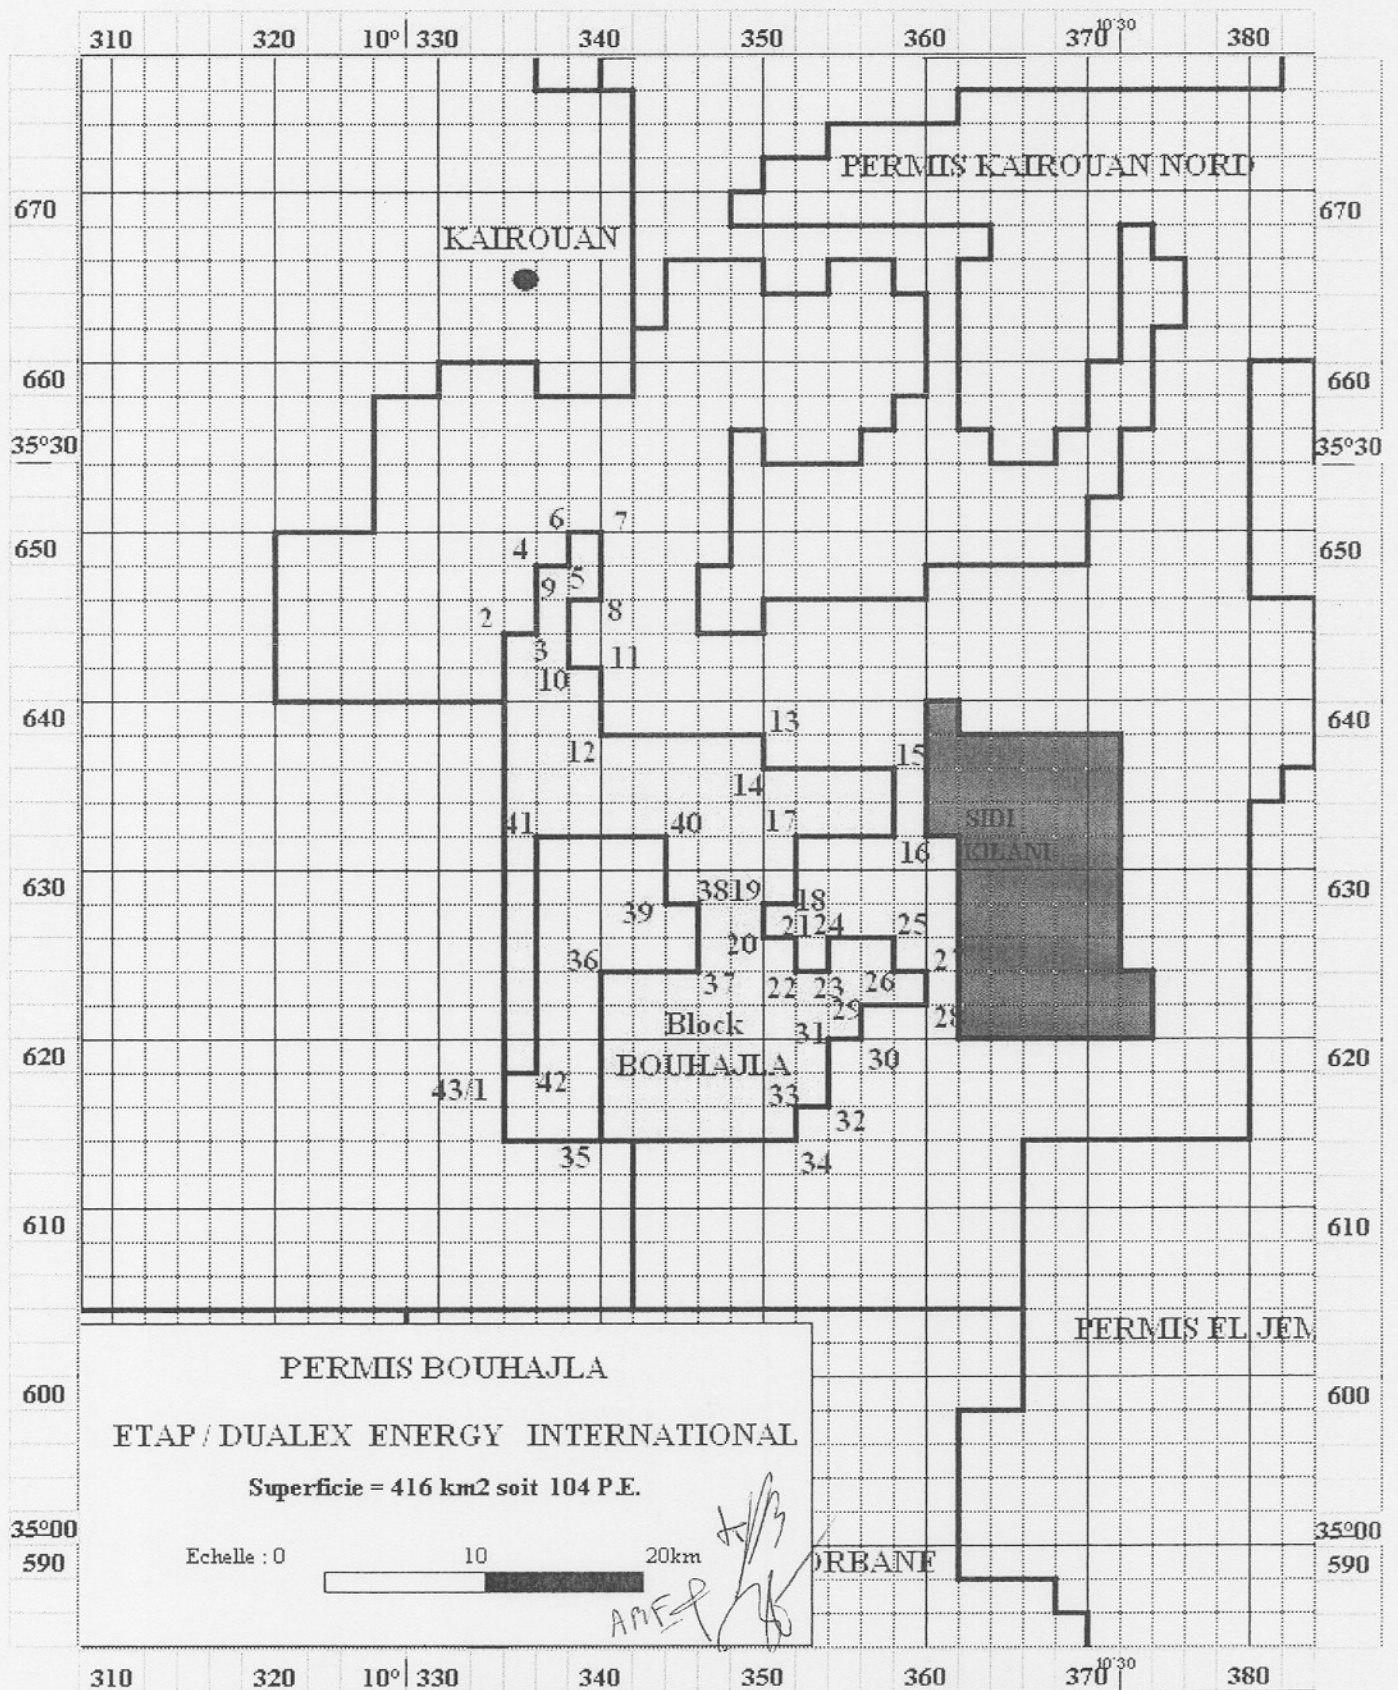 310 320 10° 330 340 350 360 370 10°30 380
PERMIS KAIROUAN NORD
670 670
KAIROUAN
660 660
35°30 35°30
6 7
650 4 650
9 5
2 8
3 11
10
640 13 640
12 15
14
41 40 17 SIDI
16 KILANI
630 38 19 18 630
39 21 24 25
20
36 27
37 22 23 26
29 28
Block 31
620 BOUHAJLA 30 620
43/1 42 33
32
35 34
610 610
PERMIS EL JEM
PERMIS BOUHAJLA
600 600
ETAP / DUALEX ENERGY INTERNATIONAL
Superficie = 416 km2 soit 104 P.E.
35°00 35°00
590 Echelle : 0 10 20km ORBANE 590
310 320 10° 330 340 350 360 370 10°30 380